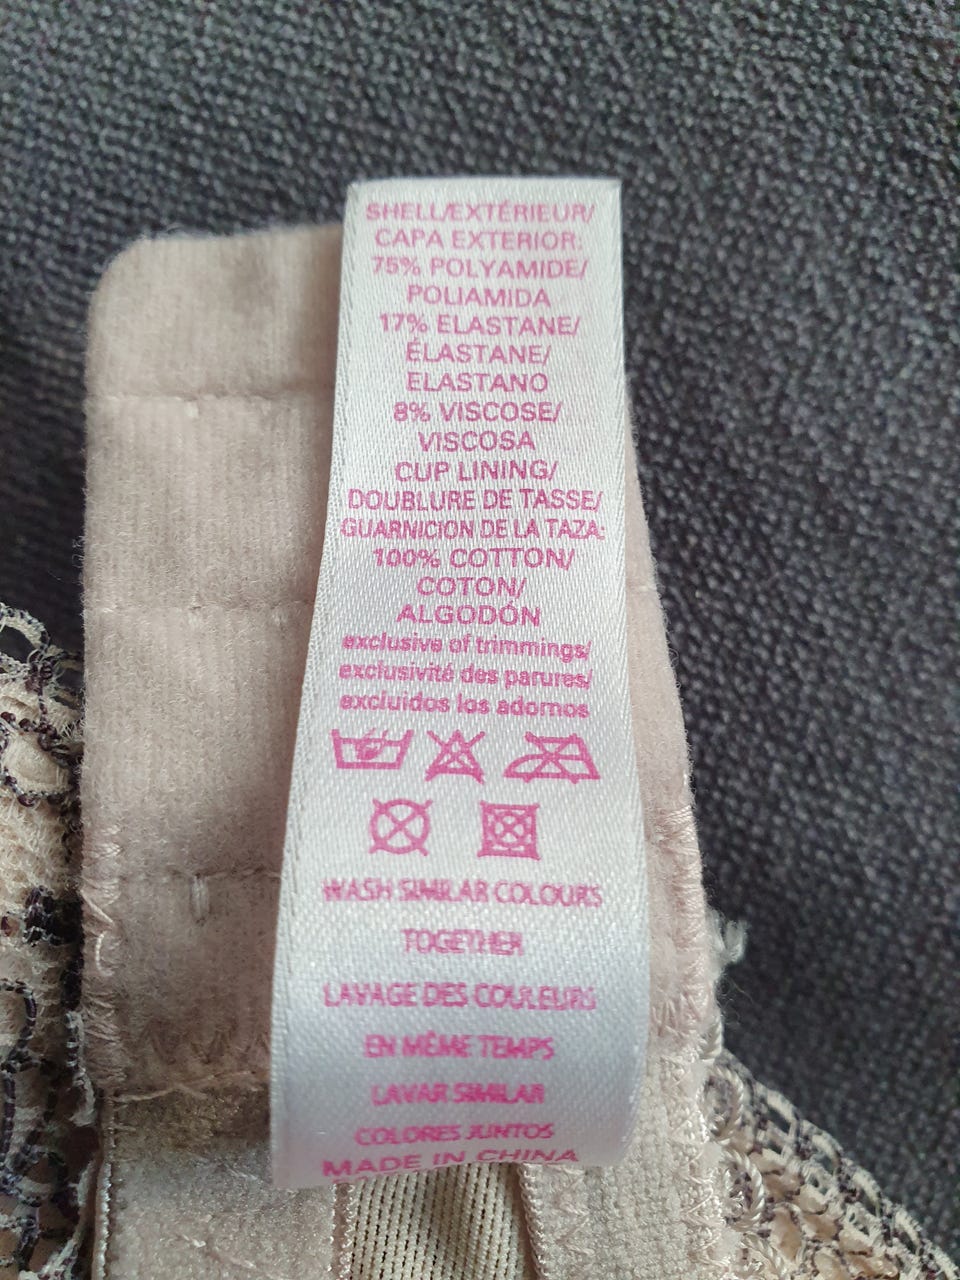 SHELL/EXTÉRIEUR/
CAPA EXTERIOR:
75% POLYAMIDE/
POLIAMIDA
17% ELASTANE/
ÉLASTANE/
ELASTANO
8% VISCOSE/
VISCOSA
CUP LINING/
DOUBLURE DE TASSE/
GUARNICION DE LA TAZA:
100% COTTON/
COTON/
ALGODÓN
exclusive of trimmings/
exclusivité des parures/
excluidos los adornos
WASH SIMILAR COLOURS
TOGETHER
LAVAGE DES COULEURS
EN MÊME TEMPS
LAVAR SIMILAR
COLORES JUNTOS
MADE IN CHINA